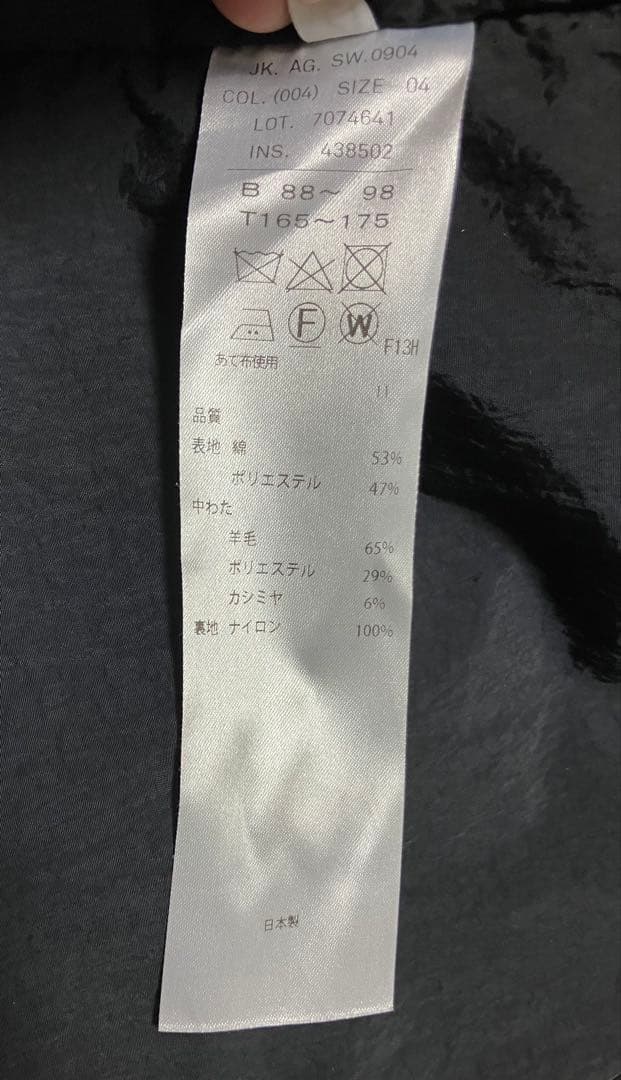 JK. AG. SW.0904
COL. (004) SIZE 04
LOT. 7074641
INS. 438502
B 88～ 98
T165～175
F W F13H
あて布使用
11
品質
表地 綿 53%
ポリエステル 47%
中わた
羊毛 65%
ポリエステル 29%
カシミヤ 6%
裏地 ナイロン 100%
日本製